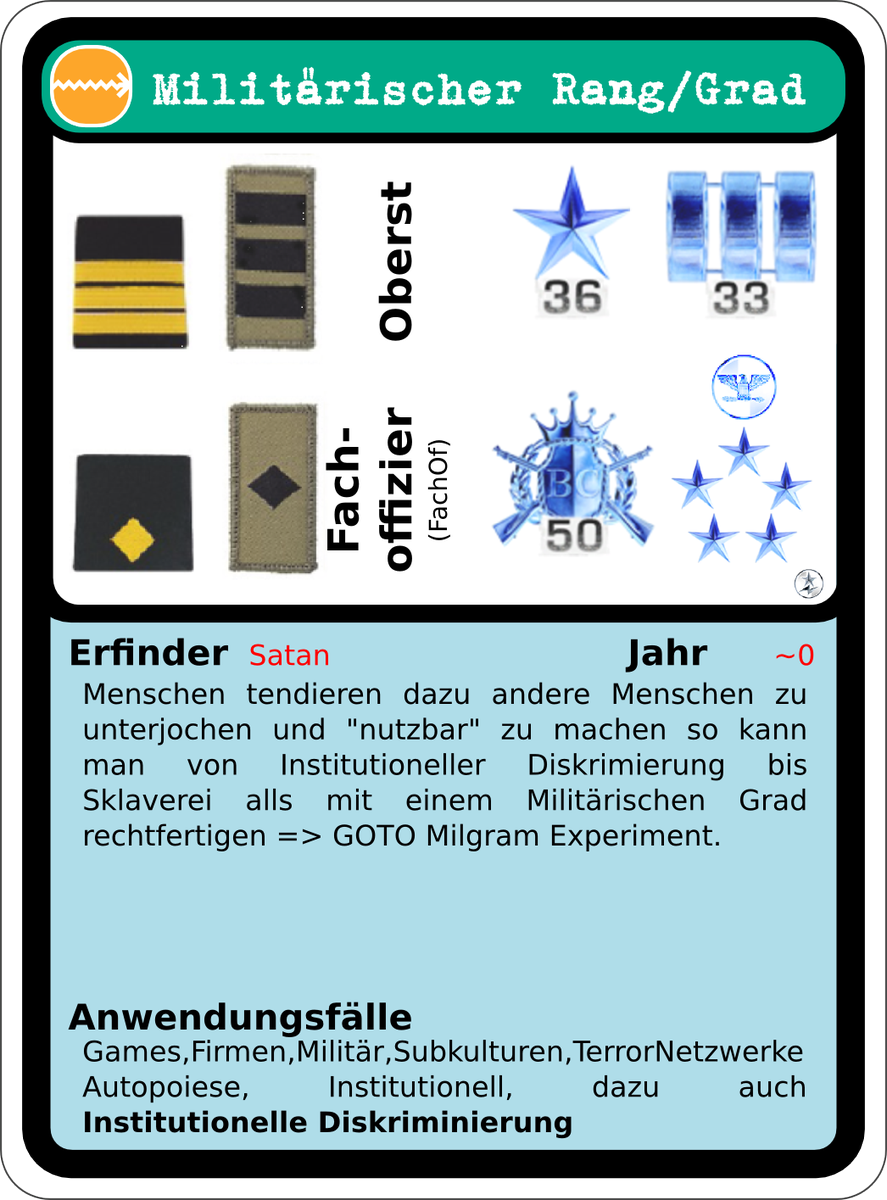 Militärischer Rang/Grad
Oberst
36
33
Fach-
offizier
(FachOf)
BC
50
Erfinder Satan
Jahr ~0
Menschen tendieren dazu andere Menschen zu
unterjochen und "nutzbar" zu machen so kann
man von Institutioneller Diskrimierung bis
Sklaverei alls mit einem Militärischen Grad
rechtfertigen => GOTO Milgram Experiment.
Anwendungsfälle
Games,Firmen,Militär,Subkulturen,TerrorNetzwerke
Autopoiese, Institutionell, dazu auch
Institutionelle Diskriminierung